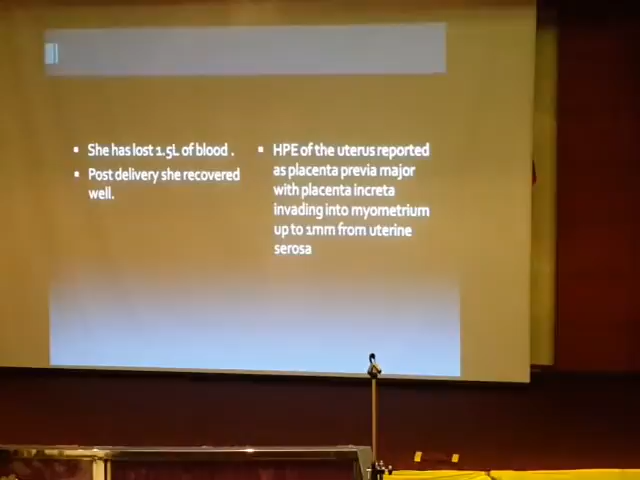 ▪ She has lost 1.5L of blood .
▪ Post delivery she recovered
well.
▪ HPE of the uterus reported
as placenta previa major
with placenta increta
invading into myometrium
up to 1mm from uterine
serosa